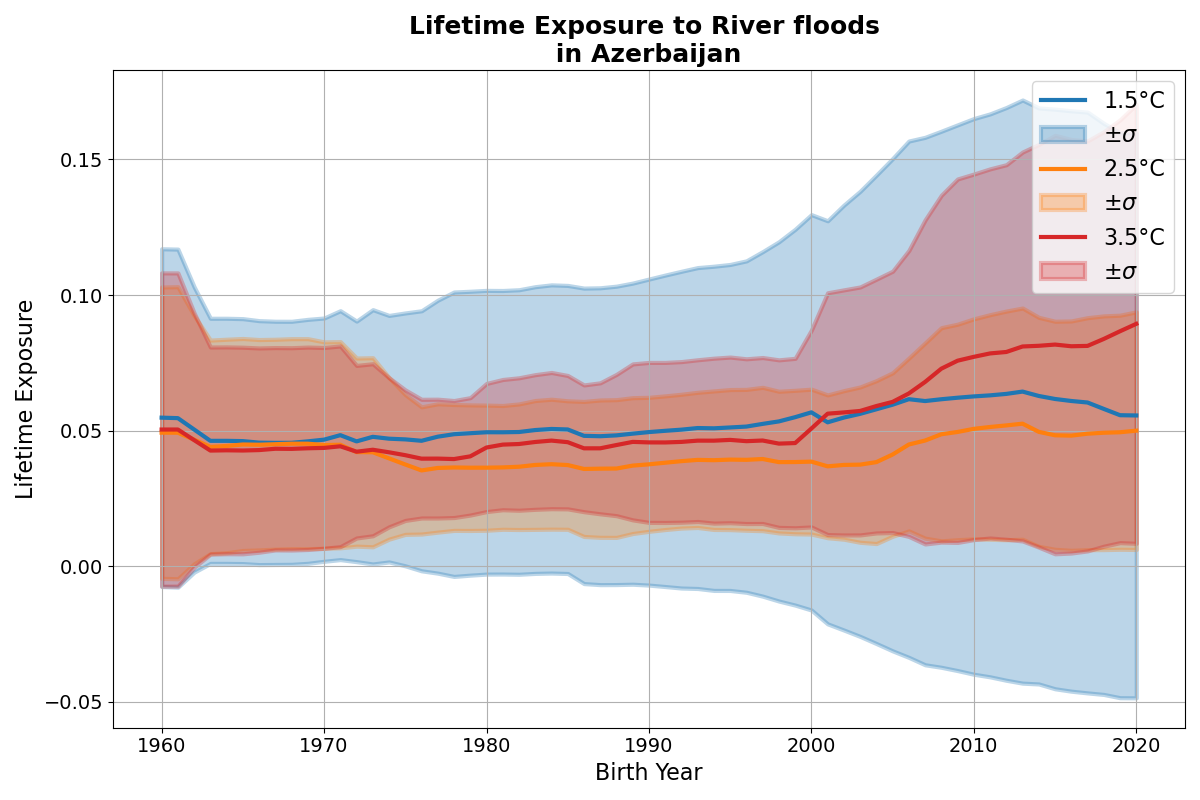 Lifetime Exposure to River floods
in Azerbaijan
Lifetime Exposure
0.15
0.10
0.05
0.00
−0.05
1960
1970
1980
1990
2000
2010
2020
Birth Year
1.5°C
±σ
2.5°C
±σ
3.5°C
±σ